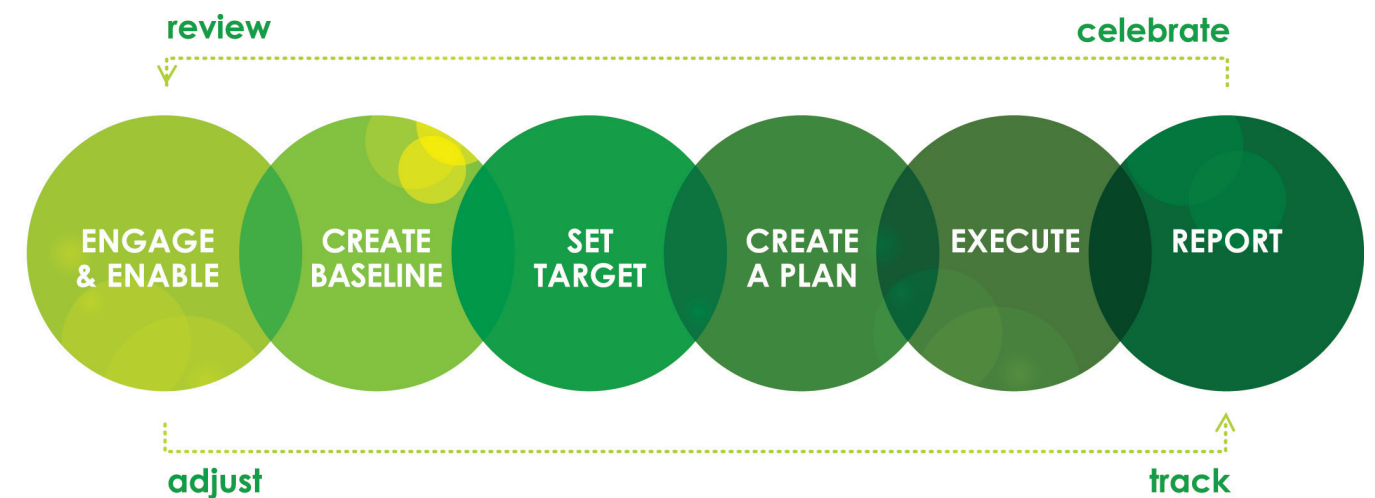 review
celebrate
ENGAGE
& ENABLE
CREATE
BASELINE
SET
TARGET
CREATE
A PLAN
EXECUTE
REPORT
adjust
track